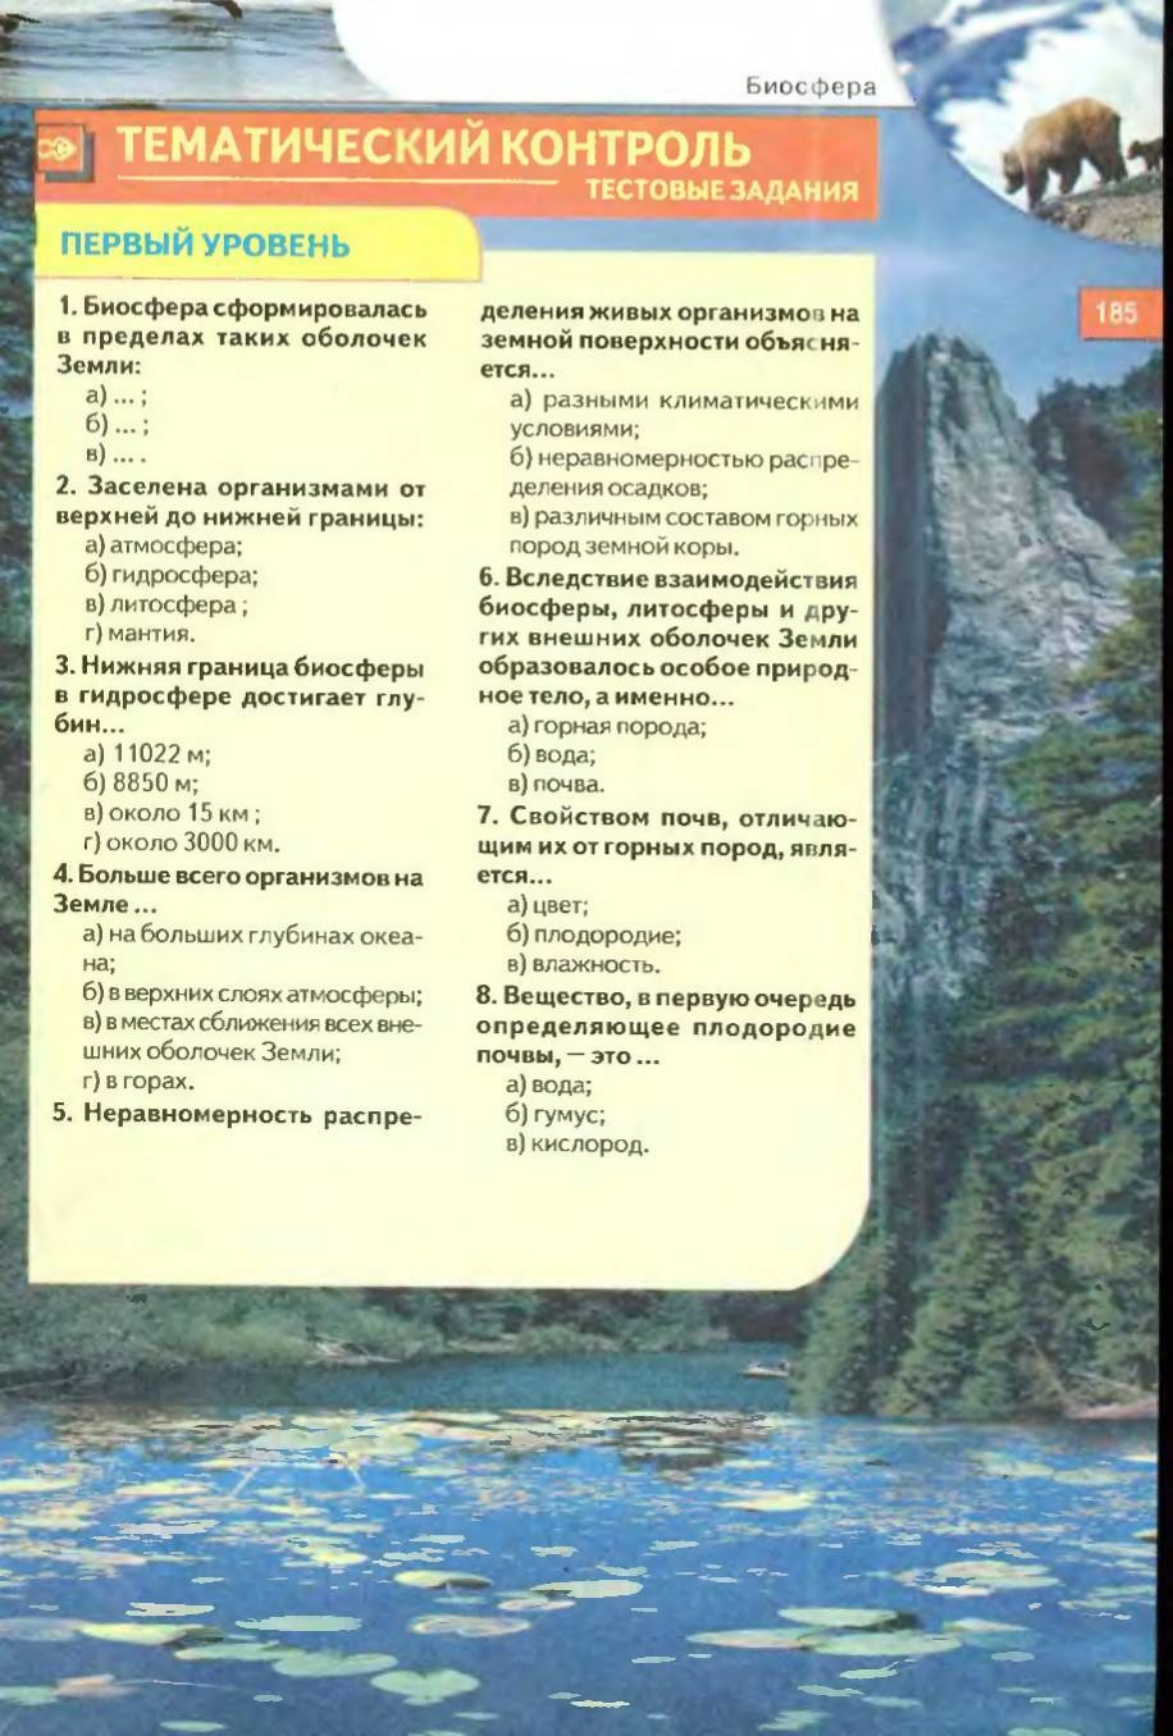 Биосфера
ТЕМАТИЧЕСКИЙ КОНТРОЛЬ
ТЕСТОВЫЕ ЗАДАНИЯ
ПЕРВЫЙ УРОВЕНЬ
1. Биосфера сформировалась
в пределах таких оболочек
Земли:
а) ... ;
б) ... ;
в) ... .
2. Заселена организмами от
верхней до нижней границы:
а) атмосфера;
б) гидросфера;
в) литосфера ;
г) мантия.
3. Нижняя граница биосферы
в гидросфере достигает глу-
бин...
а) 11022 м;
б) 8850 м;
в) около 15 км ;
г) около 3000 км.
4. Больше всего организмов на
Земле ...
а) на больших глубинах океа-
на;
б) в верхних слоях атмосферы;
в) в местах сближения всех вне-
шних оболочек Земли;
г) в горах.
5. Неравномерность распре-
деления живых организмов на
земной поверхности объясня-
ется...
а) разными климатическими
условиями;
б) неравномерностью распре-
деления осадков;
в) различным составом горных
пород земной коры.
6. Вследствие взаимодействия
биосферы, литосферы и дру-
гих внешних оболочек Земли
образовалось особое природ-
ное тело, а именно...
а) горная порода;
б) вода;
в) почва.
7. Свойством почв, отличаю-
щим их от горных пород, явля-
ется...
а) цвет;
б) плодородие;
в) влажность.
8. Вещество, в первую очередь
определяющее плодородие
почвы, — это ...
а) вода;
б) гумус;
в) кислород.
185